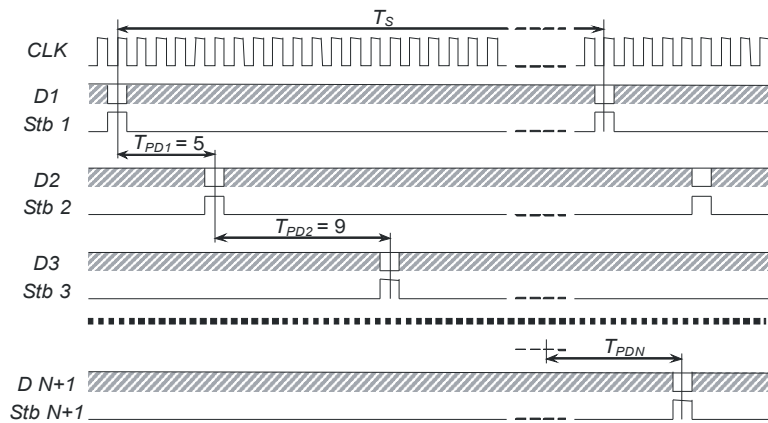 T_S
CLK
D1
Stb 1
T_PD1 = 5
D2
Stb 2
T_PD2 = 9
D3
Stb 3
T_PDN
D N+1
Stb N+1